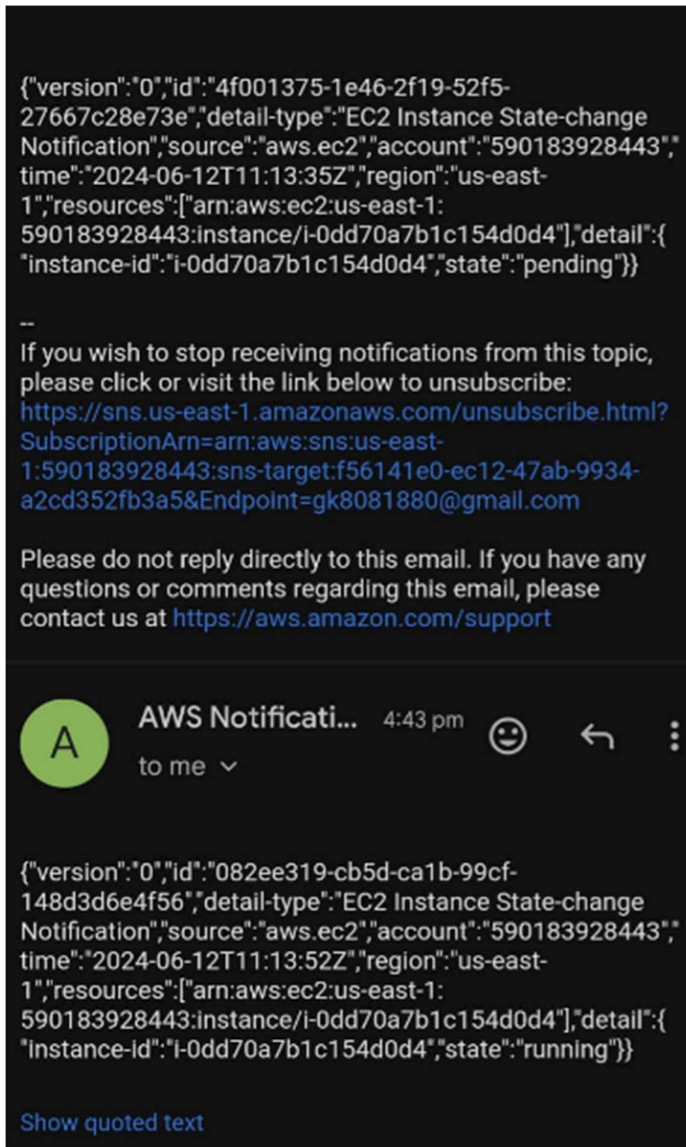 {"version":"0","id":"4f001375-1e46-2f19-52f5-
27667c28e73e","detail-type":"EC2 Instance State-change
Notification","source":"aws.ec2","account":"590183928443","
time":"2024-06-12T11:13:35Z","region":"us-east-
1","resources":["arn:aws:ec2:us-east-1:
590183928443:instance/i-0dd70a7b1c154d0d4"],"detail":{
"instance-id":"i-0dd70a7b1c154d0d4","state":"pending"}}
--
If you wish to stop receiving notifications from this topic,
please click or visit the link below to unsubscribe:
https://sns.us-east-1.amazonaws.com/unsubscribe.html?
SubscriptionArn=arn:aws:sns:us-east-
1:590183928443:sns-target:f56141e0-ec12-47ab-9934-
a2cd352fb3a5&Endpoint=gk8081880@gmail.com
Please do not reply directly to this email. If you have any
questions or comments regarding this email, please
contact us at https://aws.amazon.com/support
A
AWS Notificati... 4:43 pm
to me
{"version":"0","id":"082ee319-cb5d-ca1b-99cf-
148d3d6e4f56","detail-type":"EC2 Instance State-change
Notification","source":"aws.ec2","account":"590183928443","
time":"2024-06-12T11:13:52Z","region":"us-east-
1","resources":["arn:aws:ec2:us-east-1:
590183928443:instance/i-0dd70a7b1c154d0d4"],"detail":{
"instance-id":"i-0dd70a7b1c154d0d4","state":"running"}}
Show quoted text